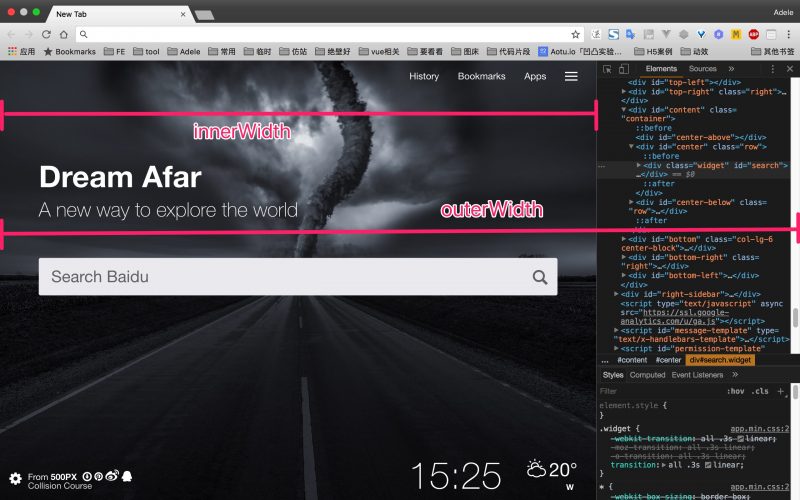 New Tab
Adele
应用
Bookmarks
FE
tool
Adele
常用
临时
仿站
绝壁好
vue相关
要看看
图床
代码片段
Aotu.io「凹凸实验...
H5案例
动效
其他书签
History
Bookmarks
Apps
innerWidth
Dream Afar
A new way to explore the world
outerWidth
Search Baidu
From 500PX
Collision Course
15:25
20°
W
Elements
Sources
<div id="top-left"></div>
<div id="top-right" class="right">…
</div>
<div id="content" class=
"container">
::before
<div id="center-above"></div>
<div id="center" class="row">
::before
<div class="widget" id="search">
…</div> == $0
::after
</div>
<div id="center-below" class=
"row">…</div>
::after
</div>
<div id="bottom" class="col-lg-6
center-block">…</div>
<div id="bottom-right" class=
"right">…</div>
<div id="bottom-left">…</div>
</div>
<div id="right-sidebar">…</div>
<script type="text/javascript" async
src="https://ssl.google-
analytics.com/u/ga.js"></script>
<script id="message-template" type=
"text/x-handlebars-template">…</script>
<script id="permission-template"
... #content #center div#search.widget
Styles Computed Event Listeners
Filter :hov .cls +
element.style {
}
.widget { app.min.css:2
-webkit-transition: all .3s linear;
-moz-transition: all .3s linear;
-o-transition: all .3s linear;
transition: all .3s linear;
}
* { app.min.css:2
-webkit-box-sizing: border-box;